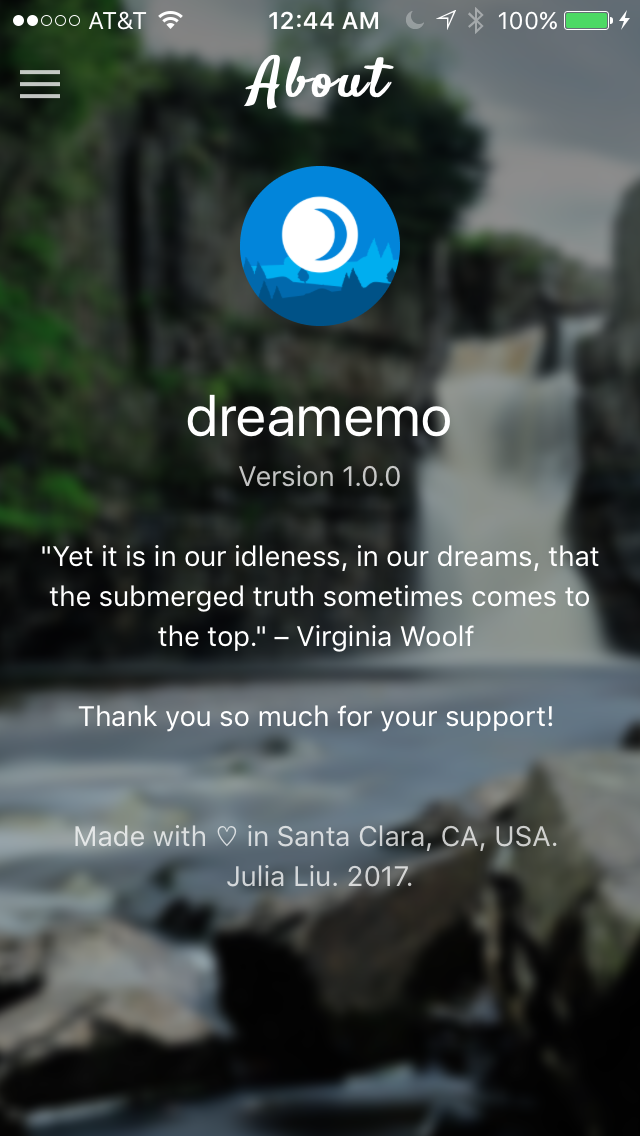 AT&T 12:44 AM 100%
About
dreamemo
Version 1.0.0
"Yet it is in our idleness, in our dreams, that
the submerged truth sometimes comes to
the top." – Virginia Woolf
Thank you so much for your support!
Made with ♡ in Santa Clara, CA, USA.
Julia Liu. 2017.